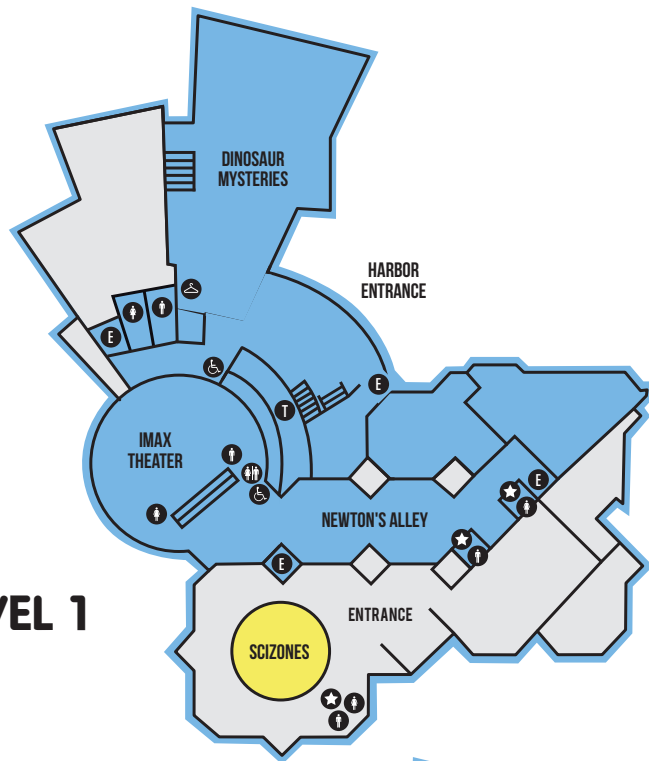 DINOSAUR
MYSTERIES
HARBOR
ENTRANCE
E
E
T
IMAX
THEATER
E
NEWTON'S ALLEY
E
VEL 1
ENTRANCE
SCIZONES